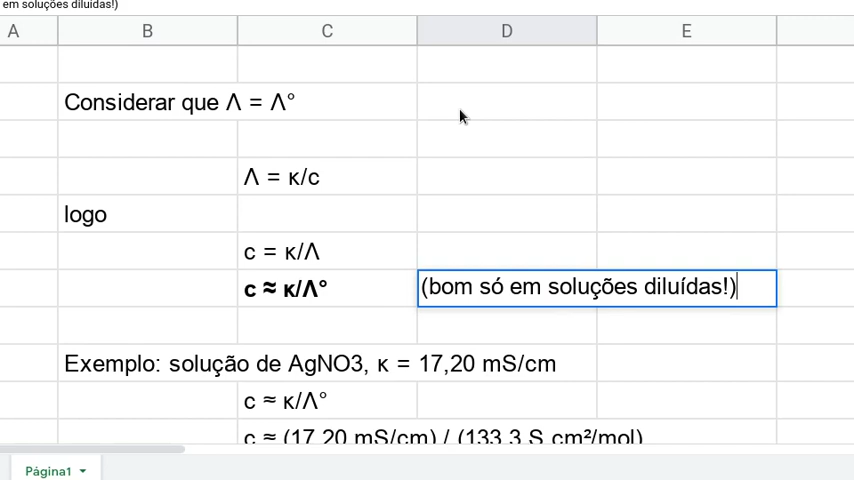 em soluções diluídas!)
A B C D E
Considerar que Λ = Λ°
Λ = κ/c
logo
c = κ/Λ
c ≈ κ/Λ° (bom só em soluções diluídas!)
Exemplo: solução de AgNO3, κ = 17,20 mS/cm
c ≈ κ/Λ°
c ≈ (17,20 mS/cm) / (133,3 S cm²/mol)
Página1